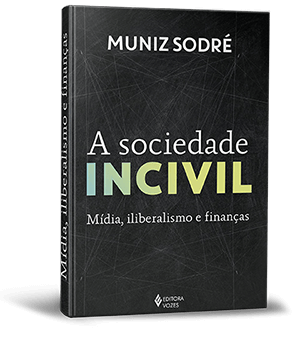 MUNIZ SODRÉ
A sociedade
INCIVIL
Mídia, iliberalismo e finanças
EDITORA
VOZES
Mídia, iliberalismo e finanças